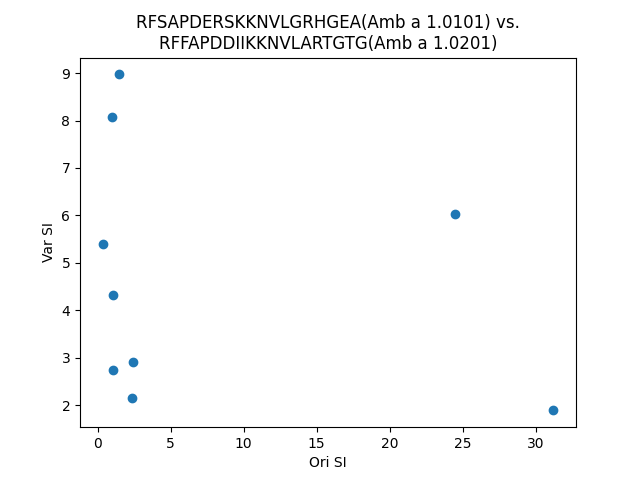 RFSAPDERSKKNVLGRHGEA(Amb a 1.0101) vs.
RFFAPDDIIKKNVLARTGTG(Amb a 1.0201)
9
8
7
6
5
4
3
2
Var SI
0 5 10 15 20 25 30
Ori SI